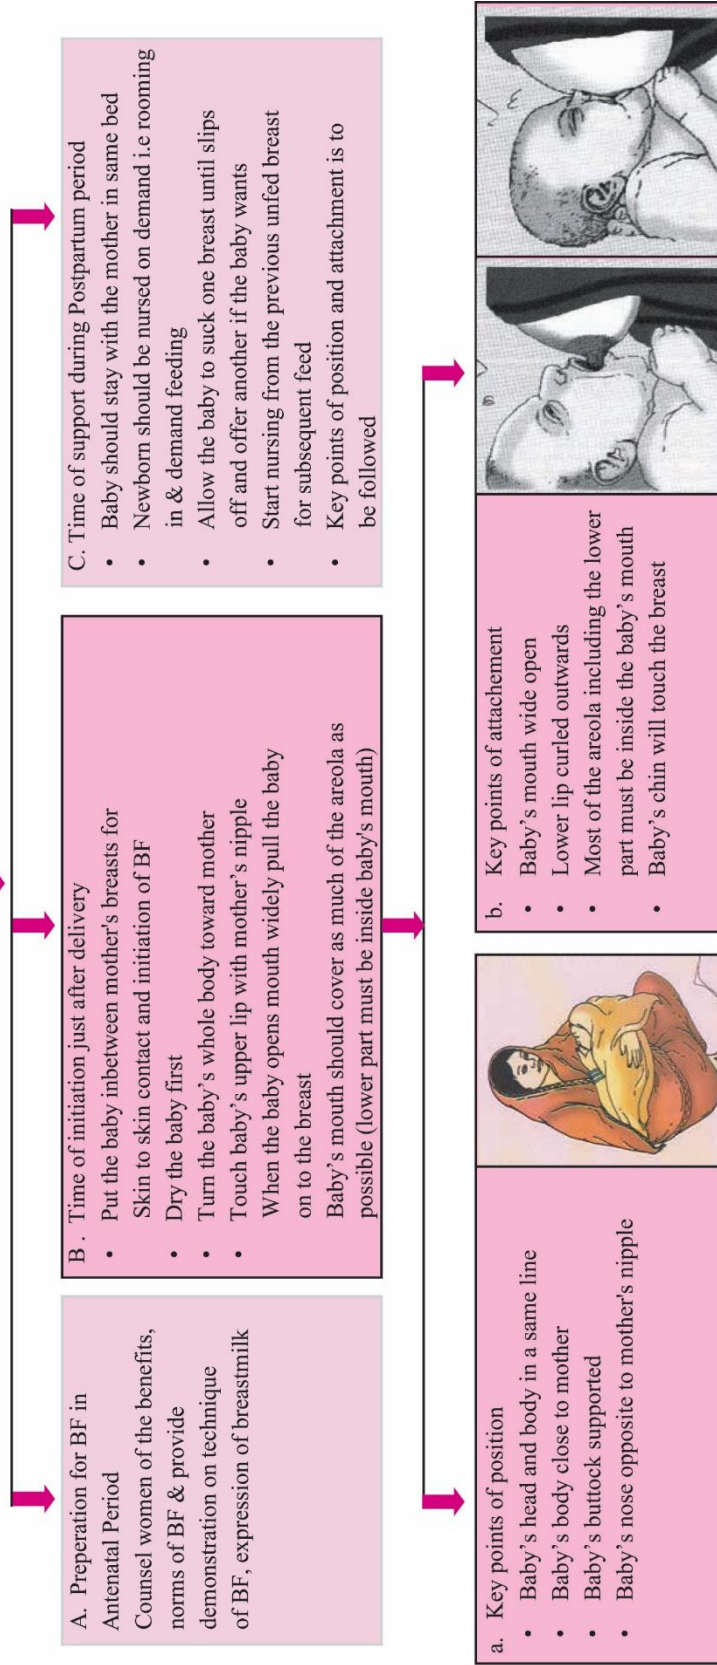 A. Preperation for BF in
Antenatal Period
Counsel women of the benefits,
norms of BF & provide
demonstration on technique
of BF, expression of breastmilk
B. Time of initiation just after delivery
• Put the baby inbetween mother's breasts for
Skin to skin contact and initiation of BF
• Dry the baby first
• Turn the baby's whole body toward mother
• Touch baby's upper lip with mother's nipple
When the baby opens mouth widely pull the baby
on to the breast
Baby's mouth should cover as much of the areola as
possible (lower part must be inside baby's mouth)
C. Time of support during Postpartum period
• Baby should stay with the mother in same bed
• Newborn should be nursed on demand i.e rooming
in & demand feeding
• Allow the baby to suck one breast until slips
off and offer another if the baby wants
• Start nursing from the previous unfed breast
for subsequent feed
• Key points of position and attachment is to
be followed
a. Key points of position
• Baby's head and body in a same line
• Baby's body close to mother
• Baby's buttock supported
• Baby's nose opposite to mother's nipple
b. Key points of attachement
• Baby's mouth wide open
• Lower lip curled outwards
• Most of the areola including the lower
part must be inside the baby's mouth
• Baby's chin will touch the breast